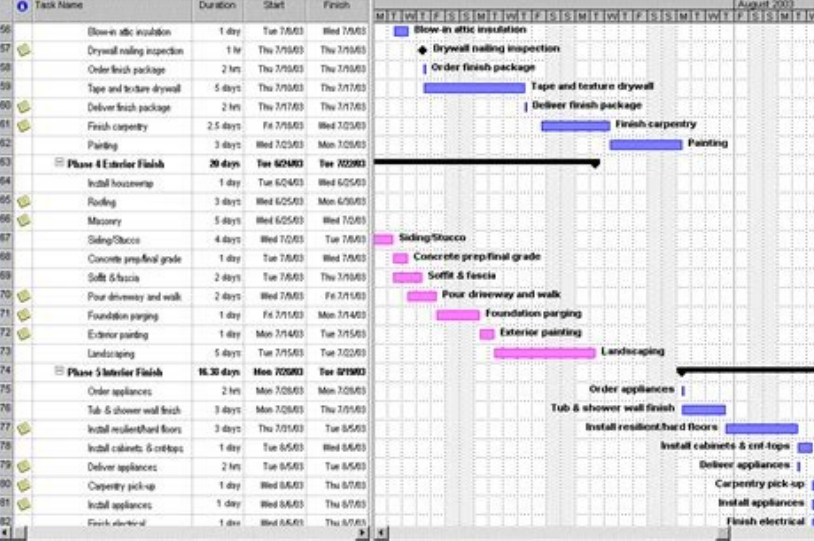 Task Name Duration Start Finish August 2003
M T W T F S S M T W T F S S M T W T F S S M T W T F S S M T
56 Blow-in attic insulation 1 day Tue 7/8/03 Wed 7/9/03 Blow-in attic insulation
57 Drywall nailing inspection 1 hr Thu 7/10/03 Thu 7/10/03 Drywall nailing inspection
58 Order finish package 2 hrs Thu 7/10/03 Thu 7/10/03 Order finish package
59 Tape and texture drywall 5 days Thu 7/10/03 Thu 7/17/03 Tape and texture drywall
60 Deliver finish package 2 hrs Thu 7/17/03 Thu 7/17/03 Deliver finish package
61 Finish carpentry 2.5 days Fri 7/18/03 Wed 7/23/03 Finish carpentry
62 Painting 3 days Wed 7/23/03 Mon 7/28/03 Painting
63 Phase 4 Exterior Finish 20 days Tue 6/24/03 Tue 7/22/03
64 Install housewrap 1 day Tue 6/24/03 Wed 6/25/03
65 Roofing 3 days Wed 6/25/03 Mon 6/30/03
66 Masonry 5 days Wed 6/25/03 Wed 7/2/03
67 Siding/Stucco 4 days Wed 7/2/03 Tue 7/8/03 Siding/Stucco
68 Concrete prep/final grade 1 day Tue 7/8/03 Wed 7/9/03 Concrete prep/final grade
69 Soffit & fascia 2 days Tue 7/8/03 Thu 7/10/03 Soffit & fascia
70 Pour driveway and walk 2 days Wed 7/9/03 Fri 7/11/03 Pour driveway and walk
71 Foundation parging 1 day Fri 7/11/03 Mon 7/14/03 Foundation parging
72 Exterior painting 1 day Mon 7/14/03 Tue 7/15/03 Exterior painting
73 Landscaping 5 days Tue 7/15/03 Tue 7/22/03 Landscaping
74 Phase 5 Interior Finish 16.38 days Mon 7/28/03 Tue 8/19/03
75 Order appliances 2 hrs Mon 7/28/03 Mon 7/28/03 Order appliances
76 Tub & shower wall finish 3 days Mon 7/28/03 Thu 7/31/03 Tub & shower wall finish
77 Install resilient/hard floors 3 days Thu 7/31/03 Tue 8/5/03 Install resilient/hard floors
78 Install cabinets & cnt-tops 1 day Tue 8/5/03 Wed 8/6/03 Install cabinets & cnt-tops
79 Deliver appliances 2 hrs Tue 8/5/03 Tue 8/5/03 Deliver appliances
80 Carpentry pick-up 1 day Wed 8/6/03 Thu 8/7/03 Carpentry pick-up
81 Install appliances 1 day Wed 8/6/03 Thu 8/7/03 Install appliances
82 Finish electrical 1 day Wed 8/6/03 Thu 8/7/03 Finish electrical